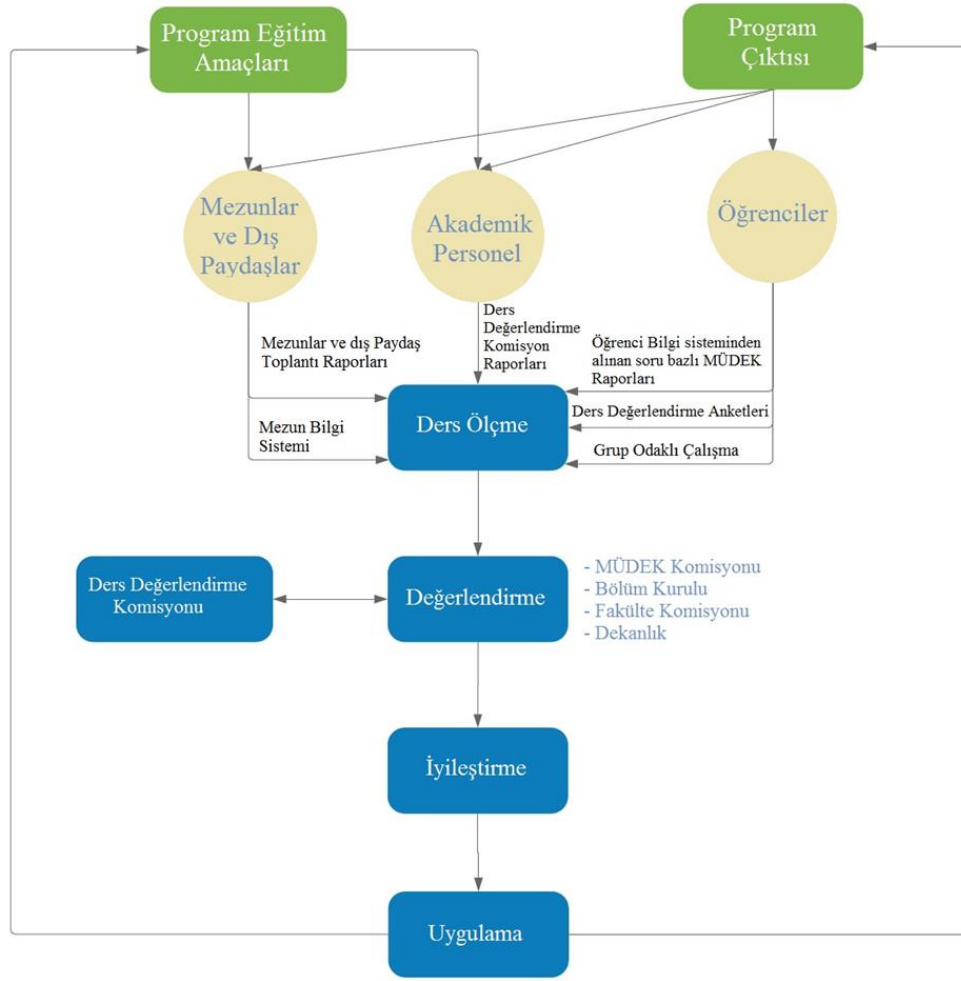 Program Eğitim
Amaçları
Program
Çıktısı
Mezunlar
ve Dış
Paydaşlar
Akademik
Personel
Öğrenciler
Mezunlar ve dış Paydaş
Toplantı Raporları
Ders
Değerlendirme
Komisyon
Raporları
Öğrenci Bilgi sisteminden
alınan soru bazlı MÜDEK
Raporları
Mezun Bilgi
Sistemi
Ders Ölçme
Ders Değerlendirme Anketleri
Grup Odaklı Çalışma
Ders Değerlendirme
Komisyonu
Değerlendirme
- MÜDEK Komisyonu
- Bölüm Kurulu
- Fakülte Komisyonu
- Dekanlık
İyileştirme
Uygulama